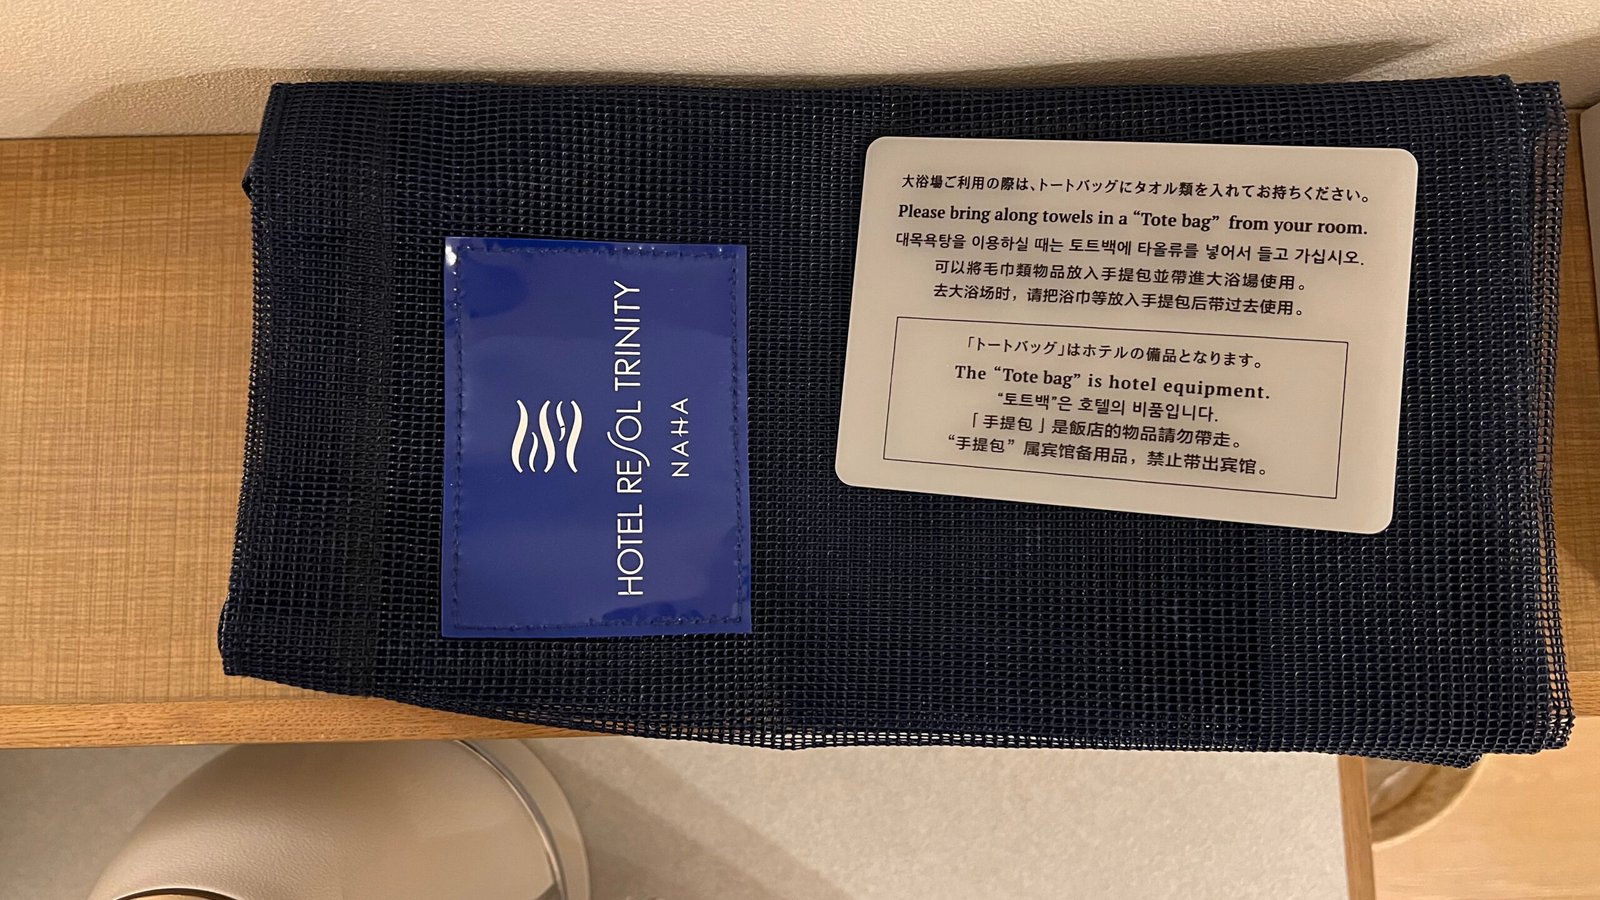 HOTEL RESOL TRINITY
NAHA
大浴場ご利用の際は、トートバッグにタオル類を入れてお持ちください。
Please bring along towels in a “Tote bag” from your room.
대목욕탕을 이용하실 때는 토트백에 타올류를 넣어서 들고 가십시오.
可以將毛巾類物品放入手提包並帶進大浴場使用。
去大浴场时，请把浴巾等放入手提包后带过去使用。
「トートバッグ」はホテルの備品となります。
The “Tote bag” is hotel equipment.
“토트백”은 호텔의 비품입니다.
「手提包」是飯店的物品請勿帶走。
“手提包”属宾馆备用品，禁止带出宾馆。